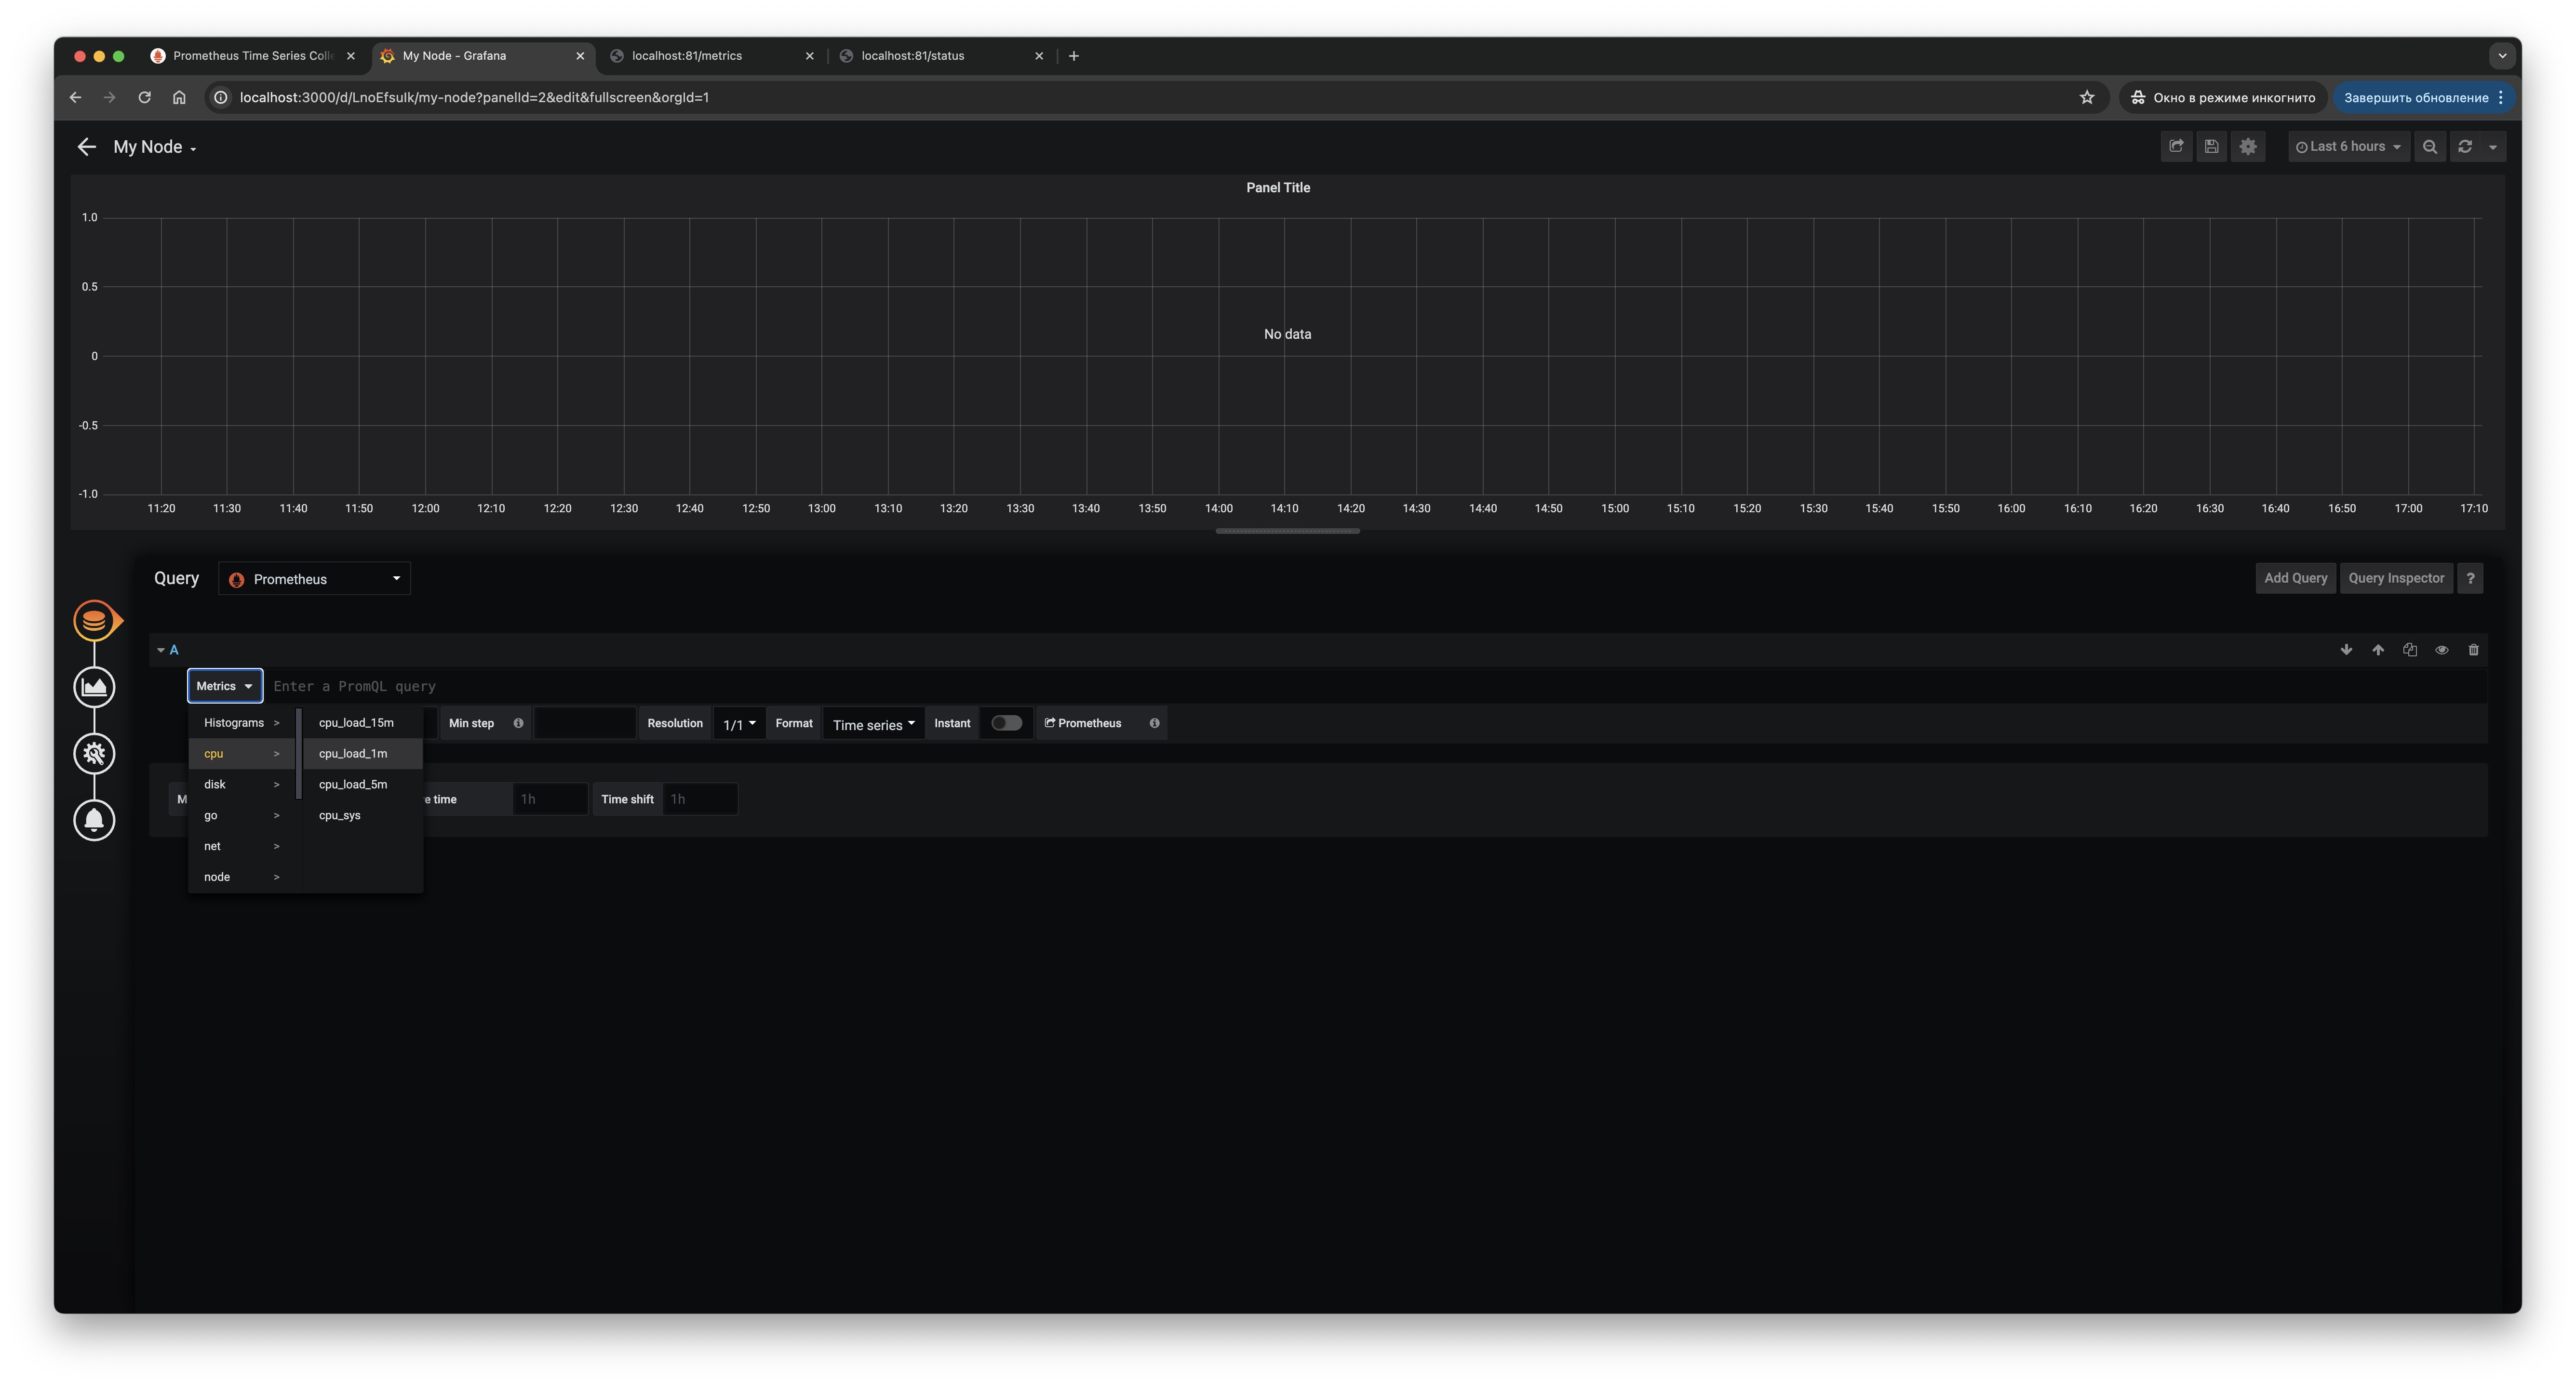 Prometheus Time Series Colle
My Node - Grafana
localhost:81/metrics
localhost:81/status
localhost:3000/d/LnoEfsulk/my-node?panelId=2&edit&fullscreen&orgId=1
Окно в режиме инкогнито
Завершить обновление
My Node
Last 6 hours
Panel Title
1.0
0.5
0
-0.5
-1.0
No data
11:20 11:30 11:40 11:50 12:00 12:10 12:20 12:30 12:40 12:50 13:00 13:10 13:20 13:30 13:40 13:50 14:00 14:10 14:20 14:30 14:40 14:50 15:00 15:10 15:20 15:30 15:40 15:50 16:00 16:10 16:20 16:30 16:40 16:50 17:00 17:10
Query
Prometheus
Add Query
Query Inspector
?
A
Metrics
Enter a PromQL query
Histograms >
cpu_load_15m
Min step
Resolution
1/1
Format
Time series
Instant
Prometheus
cpu >
cpu_load_1m
disk >
cpu_load_5m
M
e time
1h
Time shift
1h
go >
cpu_sys
net >
node >